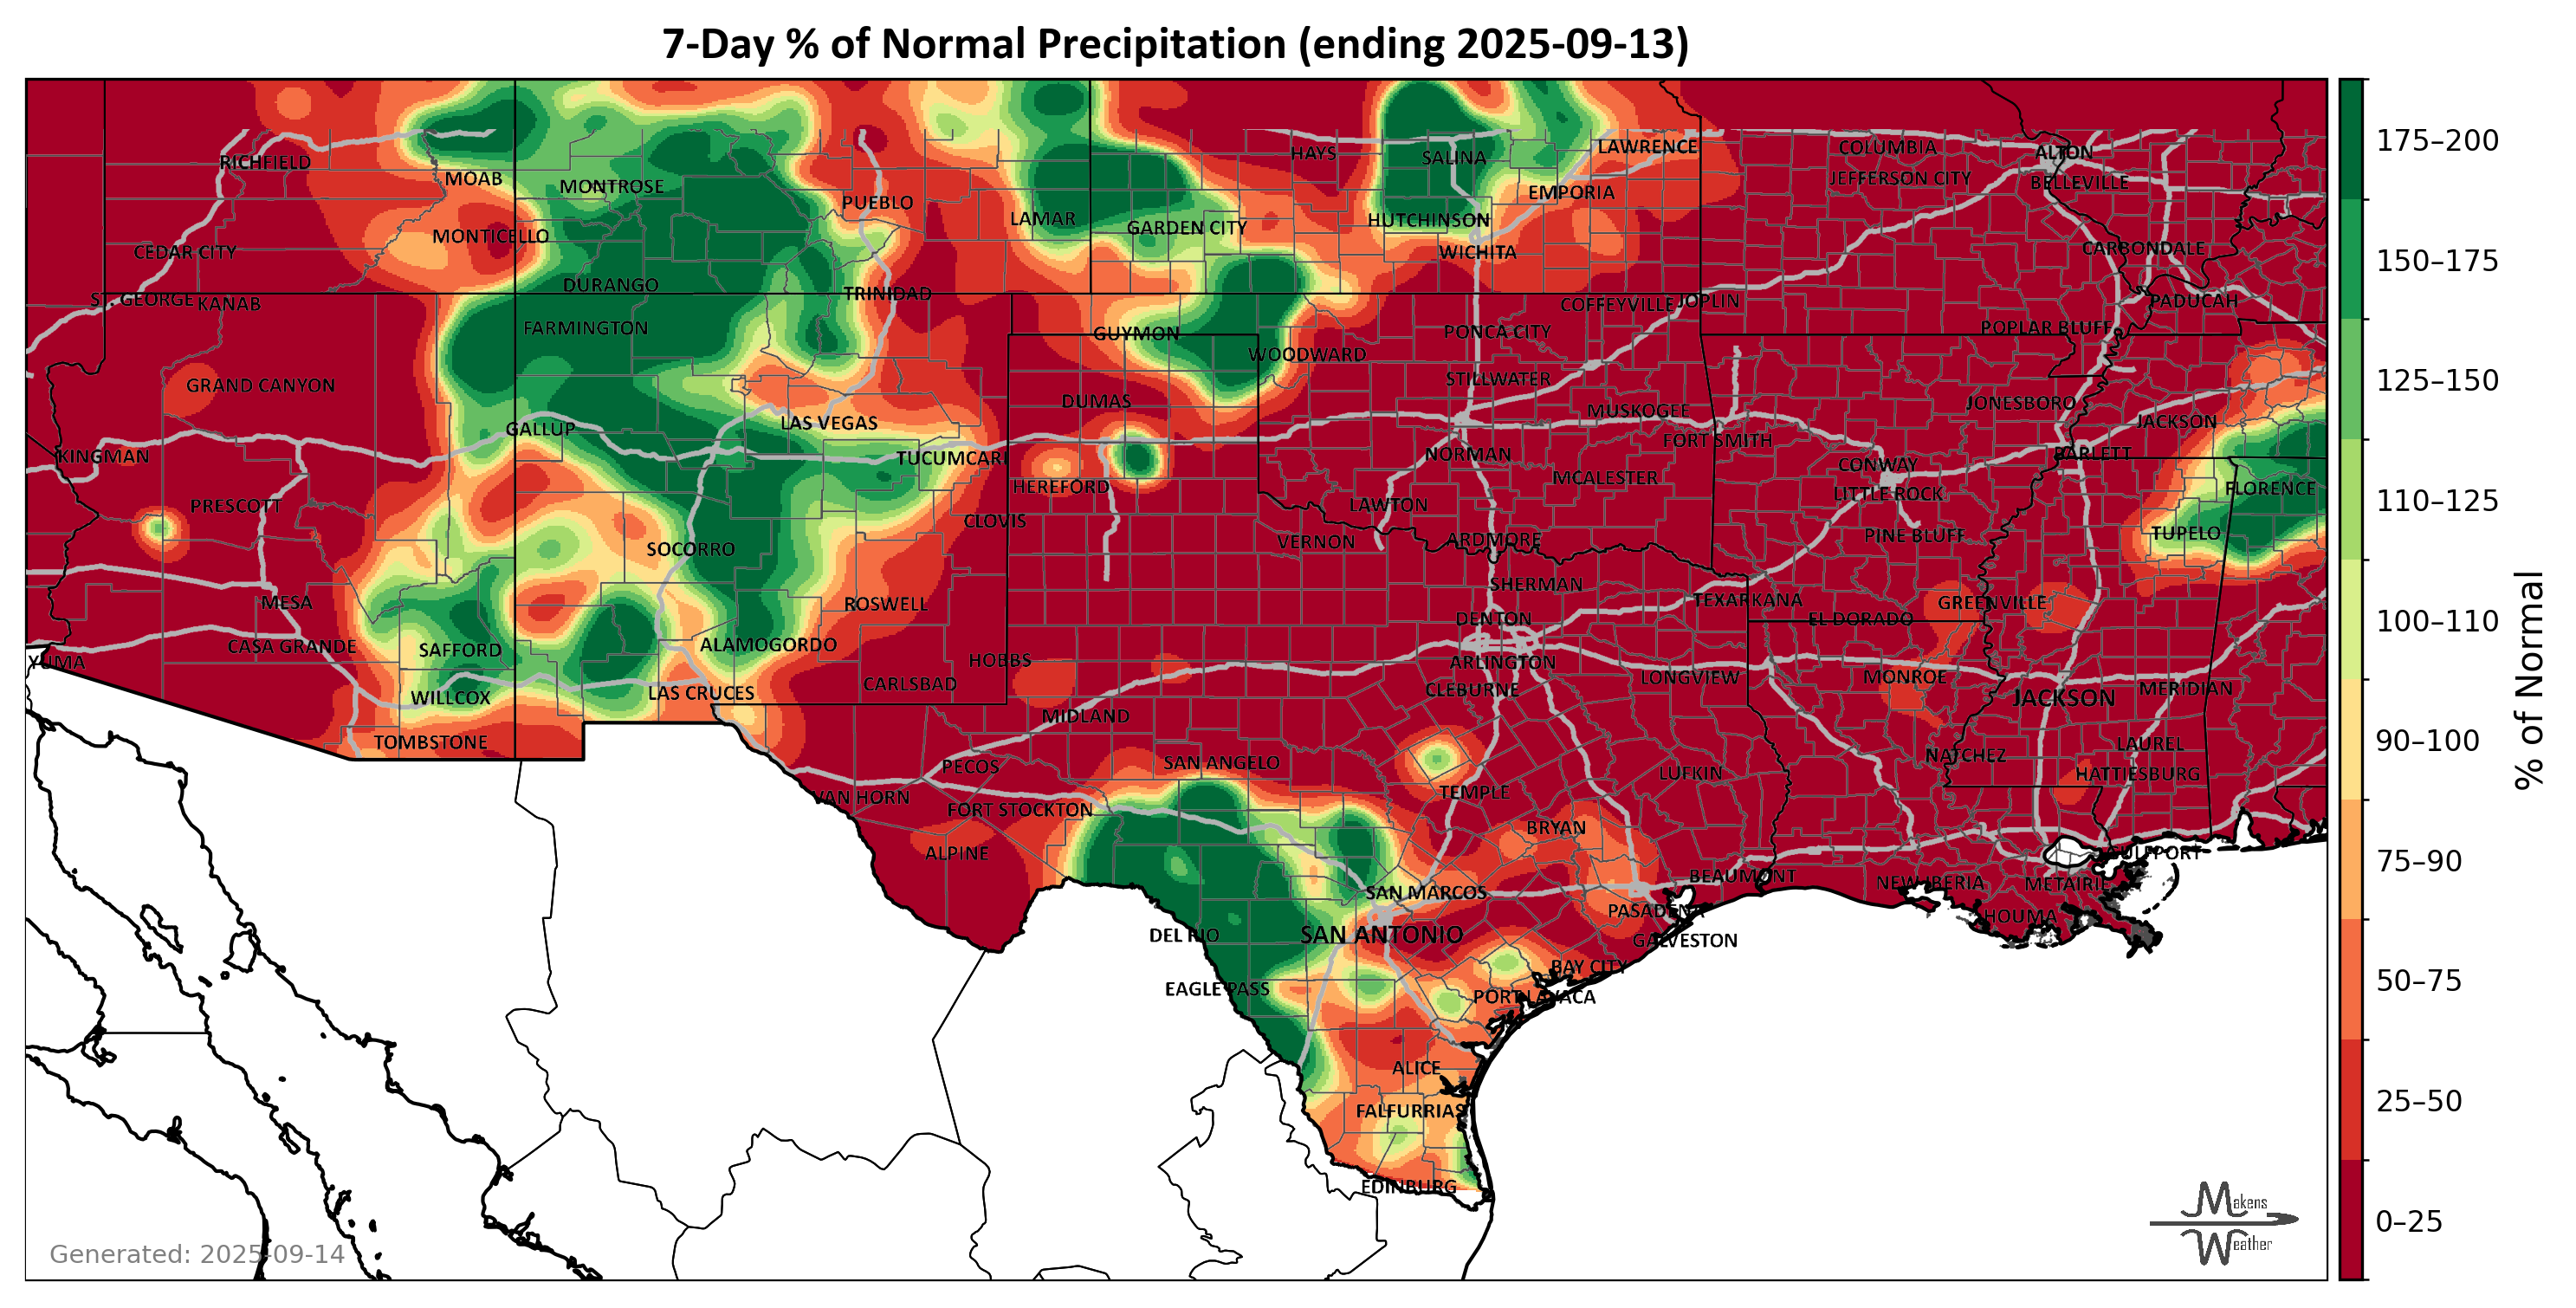 7-Day % of Normal Precipitation (ending 2025-09-13)
HAYS
SALINA
LAWRENCE
COLUMBIA
ALTON
RICHFIELD
MOAB
MONTROSE
JEFFERSON CITY
BELLEVILLE
PUEBLO
LAMAR
GARDEN CITY
HUTCHINSON
EMPORIA
MONTICELLO
CEDAR CITY
WICHITA
CARBONDALE
DURANGO
TRINIDAD
ST. GEORGE
KANAB
COFFEYVILLE
JOPLIN
PADUCAH
FARMINGTON
GUYMON
PONCA CITY
POPLAR BLUFF
WOODWARD
GRAND CANYON
STILLWATER
DUMAS
MUSKOGEE
JONESBORO
JACKSON
GALLUP
LAS VEGAS
FORT SMITH
KINGMAN
TUCUMCARI
NORMAN
BARLETT
HEREFORD
MCALESTER
CONWAY
FLORENCE
PRESCOTT
CLOVIS
LAWTON
LITTLE ROCK
SOCORRO
VERNON
ARDMORE
PINE BLUFF
TUPELO
SHERMAN
MESA
ROSWELL
DENTON
TEXARKANA
GREENVILLE
CASA GRANDE
SAFFORD
ALAMOGORDO
EL DORADO
YUMA
HOBBS
ARLINGTON
WILLCOX
LAS CRUCES
CARLSBAD
CLEBURNE
LONGVIEW
MONROE
JACKSON
MERIDIAN
TOMBSTONE
MIDLAND
PECOS
SAN ANGELO
NATCHEZ
LAUREL
VAN HORN
FORT STOCKTON
TEMPLE
LUFKIN
HATTIESBURG
ALPINE
BRYAN
GULFPORT
SAN MARCOS
BEAUMONT
NEW IBERIA
METAIRIE
DEL RIO
SAN ANTONIO
PASADENA
HOUMA
GALVESTON
EAGLE PASS
BAY CITY
PORT LAVACA
ALICE
FALFURRIAS
EDINBURG
175–200
150–175
125–150
110–125
100–110
90–100
75–90
50–75
25–50
0–25
% of Normal
Generated: 2025-09-14
Makens
Weather